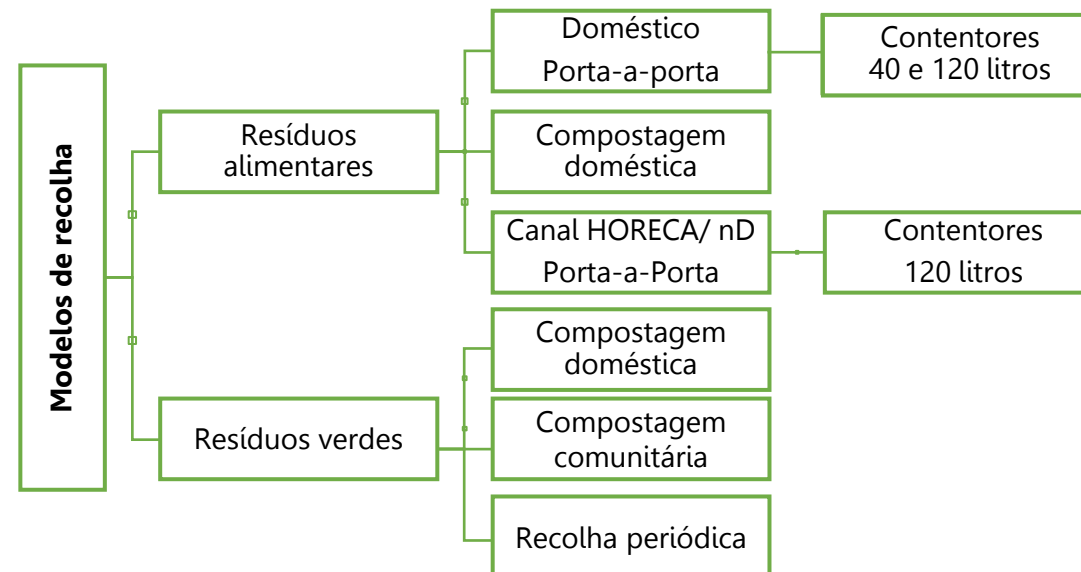 Modelos de recolha
Resíduos
alimentares
Doméstico
Porta-a-porta
Contentores
40 e 120 litros
Compostagem
doméstica
Canal HORECA/ nD
Porta-a-Porta
Contentores
120 litros
Resíduos verdes
Compostagem
doméstica
Compostagem
comunitária
Recolha periódica